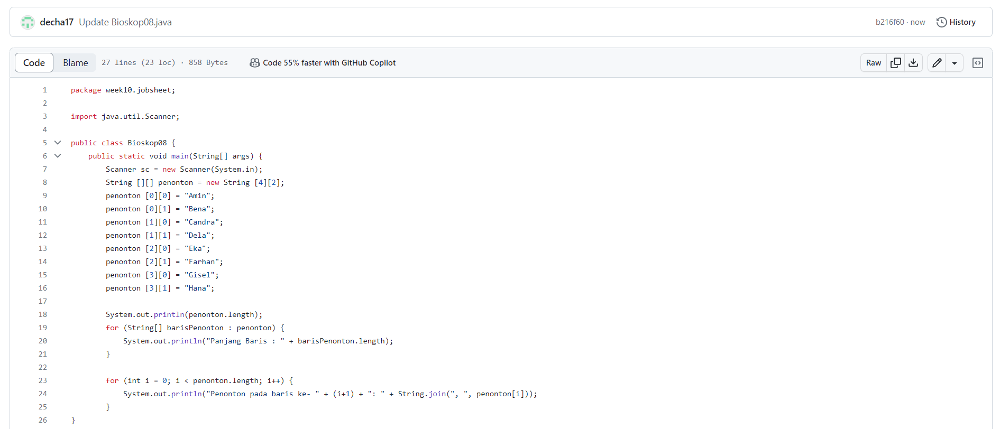 decha17 Update Bioskop08.java b216f60 · now History
Code Blame 27 lines (23 loc) · 858 Bytes Code 55% faster with GitHub Copilot Raw
1 package week10.jobsheet;
2
3 import java.util.Scanner;
4
5 public class Bioskop08 {
6     public static void main(String[] args) {
7         Scanner sc = new Scanner(System.in);
8         String [][] penonton = new String [4][2];
9         penonton [0][0] = "Amin";
10         penonton [0][1] = "Bena";
11         penonton [1][0] = "Candra";
12         penonton [1][1] = "Dela";
13         penonton [2][0] = "Eka";
14         penonton [2][1] = "Farhan";
15         penonton [3][0] = "Gisel";
16         penonton [3][1] = "Hana";
17
18         System.out.println(penonton.length);
19         for (String[] barisPenonton : penonton) {
20             System.out.println("Panjang Baris : " + barisPenonton.length);
21         }
22
23         for (int i = 0; i < penonton.length; i++) {
24             System.out.println("Penonton pada baris ke- " + (i+1) + ": " + String.join(", ", penonton[i]));
25         }
26 }